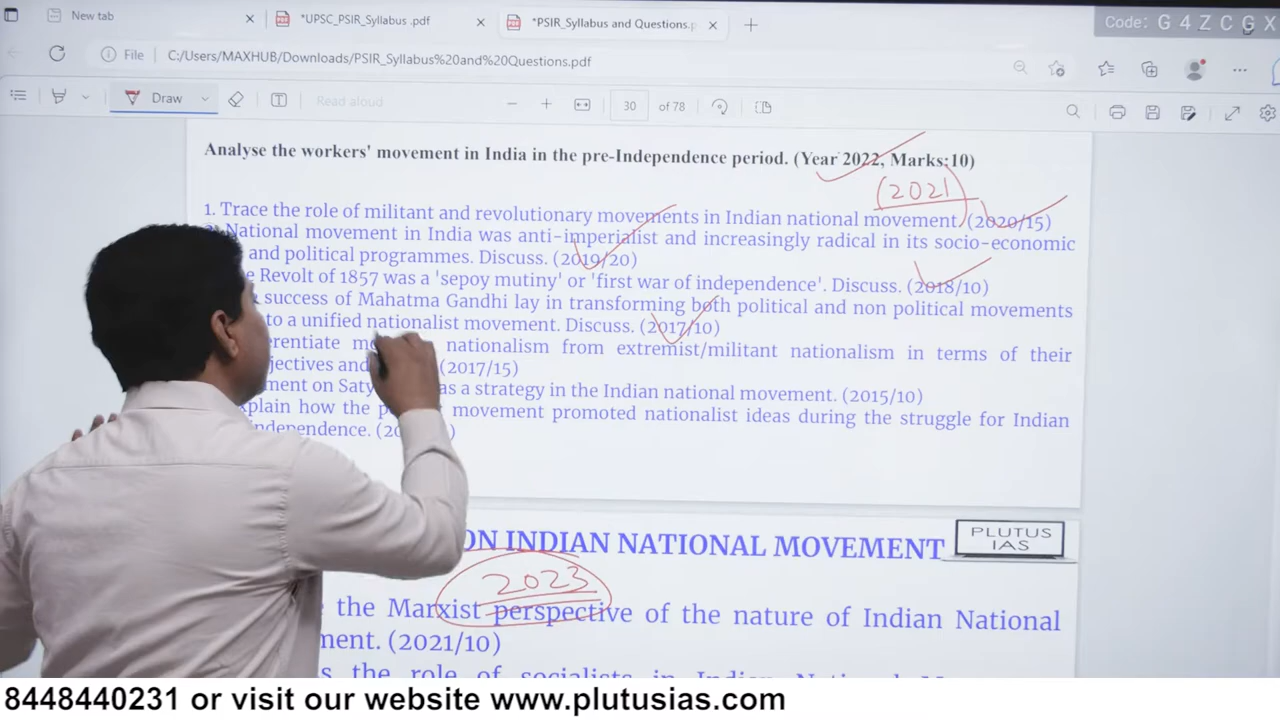 New tab
*UPSC_PSIR_Syllabus .pdf
*PSIR_Syllabus and Questions.p
Code: G 4 Z C G X
File
C:/Users/MAXHUB/Downloads/PSIR_Syllabus%20and%20Questions.pdf
Draw
Read aloud
30 of 78
Analyse the workers' movement in India in the pre-Independence period. (Year 2022, Marks:10)
(2021)
1. Trace the role of militant and revolutionary movements in Indian national movement. (2020/15)
National movement in India was anti-imperialist and increasingly radical in its socio-economic
and political programmes. Discuss. (2019/20)
Revolt of 1857 was a 'sepoy mutiny' or 'first war of independence'. Discuss. (2018/10)
success of Mahatma Gandhi lay in transforming both political and non political movements
to a unified nationalist movement. Discuss. (2017/10)
nationalism from extremist/militant nationalism in terms of their
(2017/15)
as a strategy in the Indian national movement. (2015/10)
how the movement promoted nationalist ideas during the struggle for Indian
ON INDIAN NATIONAL MOVEMENT
PLUTUS
IAS
2023
the Marxist perspective of the nature of Indian National
(2021/10)
the role of socialists in Indian
8448440231 or visit our website www.plutusias.com